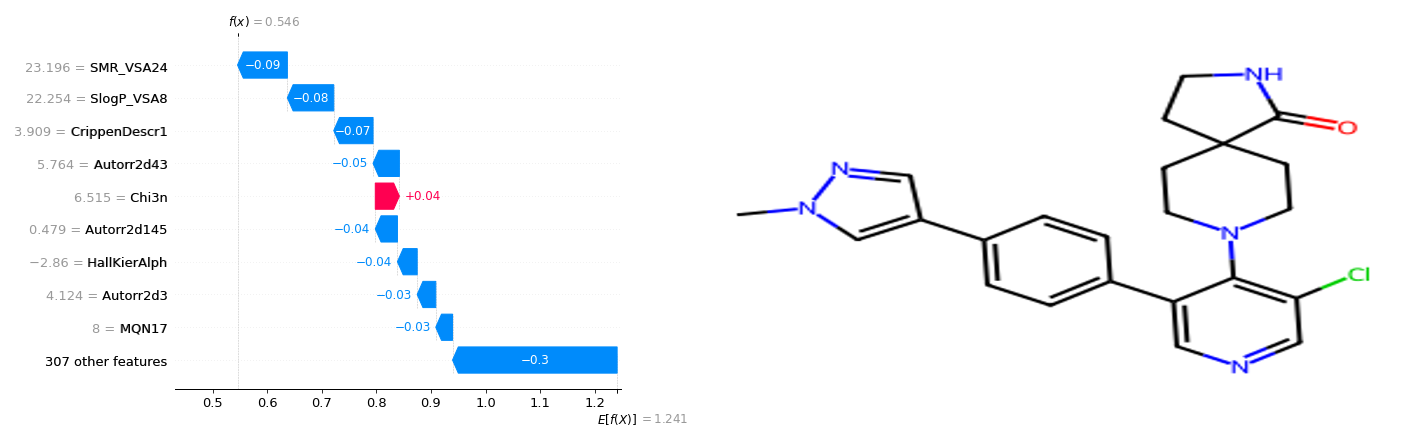 f(x) = 0.546
23.196 = SMR_VSA24
−0.09
22.254 = SlogP_VSA8
−0.08
3.909 = CrippenDescr1
−0.07
5.764 = Autorr2d43
−0.05
6.515 = Chi3n
+0.04
0.479 = Autorr2d145
−0.04
−2.86 = HallKierAlph
−0.04
4.124 = Autorr2d3
−0.03
8 = MQN17
−0.03
307 other features
−0.3
0.5 0.6 0.7 0.8 0.9 1.0 1.1 1.2
E[f(X)] = 1.241
NH
O
N
N
N
Cl
N